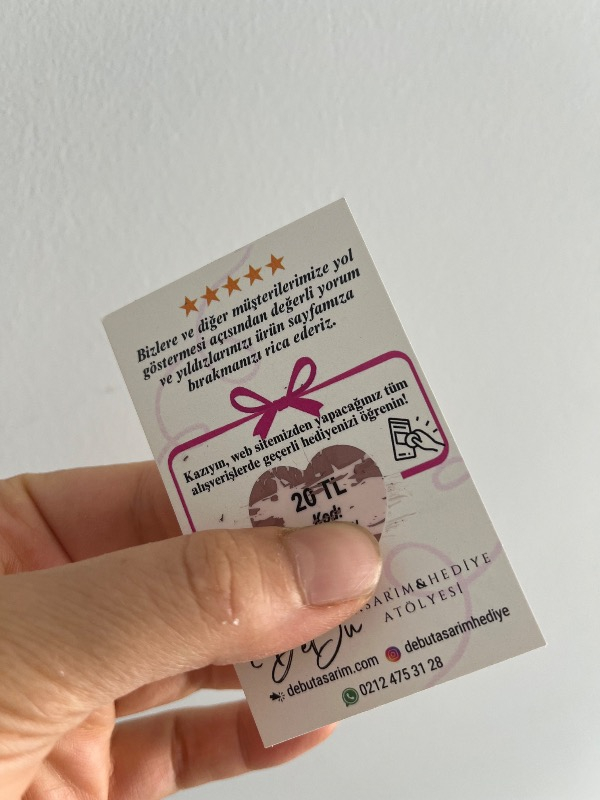 Bizlere ve diğer müşterilerimize yol
göstermesi açısından değerli yorum
ve yıldızlarınızı ürün sayfamıza
bırakmanızı rica ederiz.
Kazıyın, web sitemizden yapacağınız tüm
alışverişlerde geçerli hediyenizi öğrenin!
20 TL
Kod:
DeBu
TASARIM&HEDİYE
ATÖLYESİ
debutasarim.com debutasarimhediye
0212 475 31 28